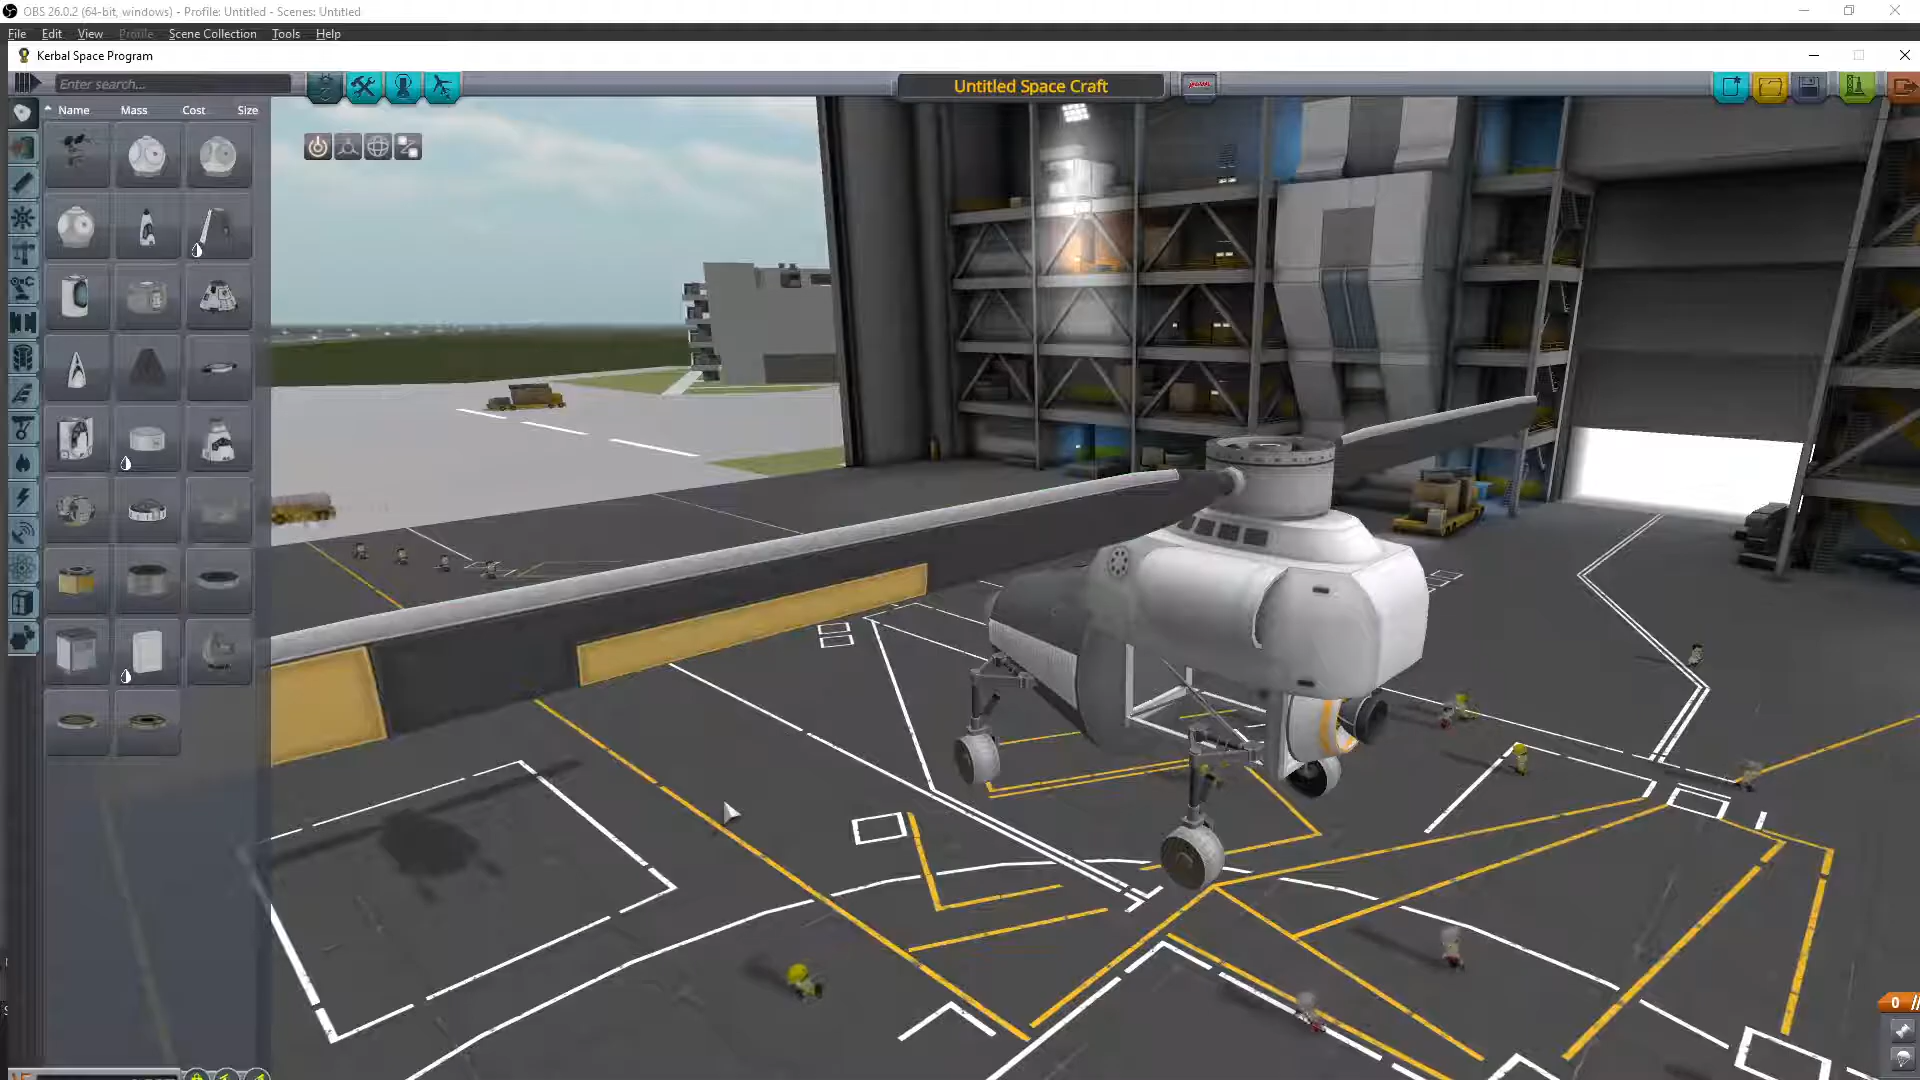 OBS 26.0.2 (64-bit, windows) - Profile: Untitled - Scenes: Untitled
File Edit View Profile Scene Collection Tools Help
Kerbal Space Program
Enter search...
Untitled Space Craft
Name Mass Cost Size
0